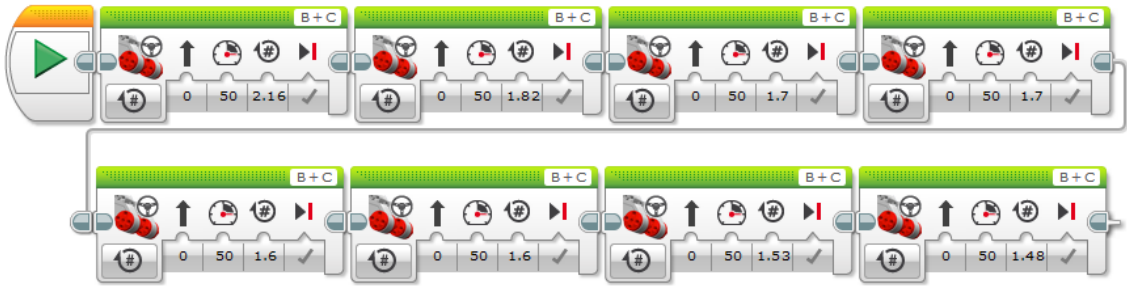 B+C B+C B+C B+C
# # # #
# 0 50 2.16 # 0 50 1.82 # 0 50 1.7 # 0 50 1.7
B+C B+C B+C B+C
# # # #
# 0 50 1.6 # 0 50 1.6 # 0 50 1.53 # 0 50 1.48